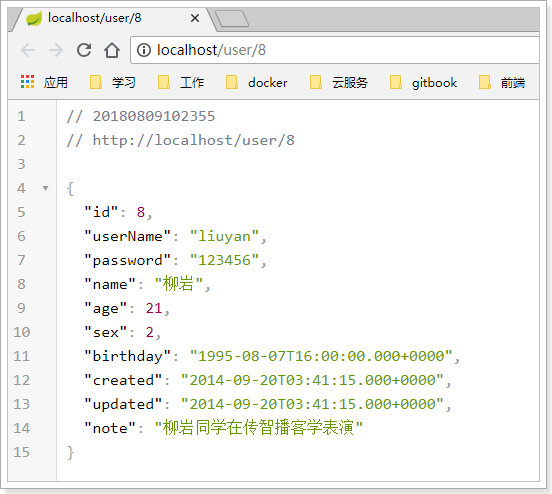 localhost/user/8
localhost/user/8
应用 学习 工作 docker 云服务 gitbook 前端
1 // 20180809102355
2 // http://localhost/user/8
3
4 {
5 "id": 8,
6 "userName": "liuyan",
7 "password": "123456",
8 "name": "柳岩",
9 "age": 21,
10 "sex": 2,
11 "birthday": "1995-08-07T16:00:00.000+0000",
12 "created": "2014-09-20T03:41:15.000+0000",
13 "updated": "2014-09-20T03:41:15.000+0000",
14 "note": "柳岩同学在传智播客学表演"
15 }